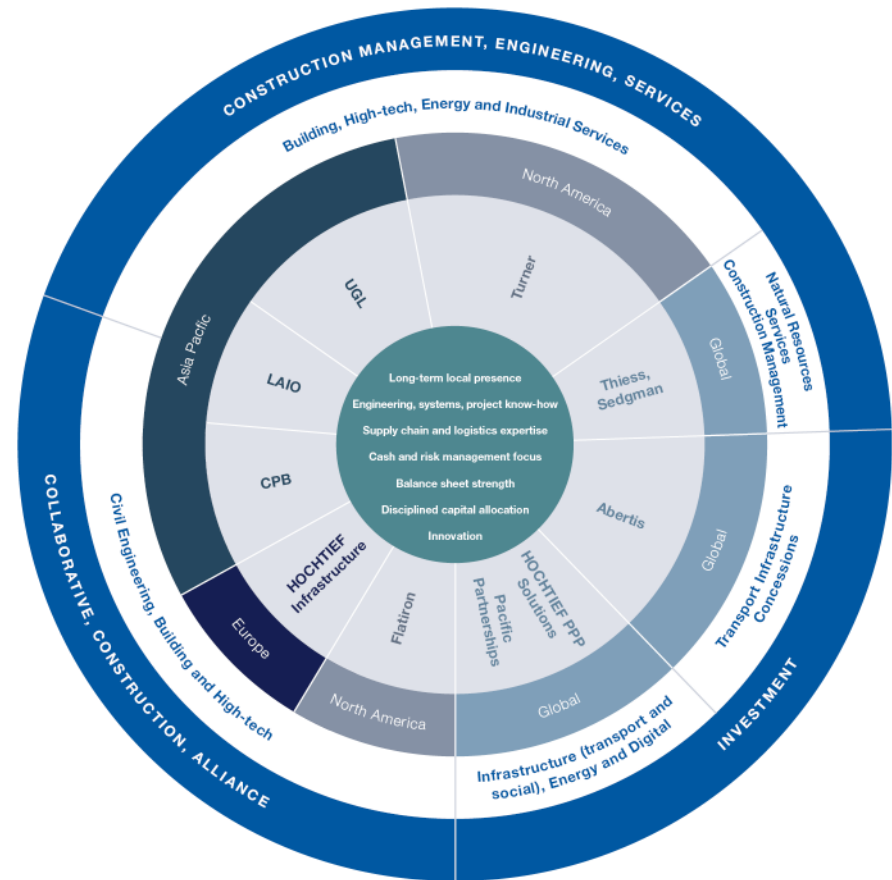 CONSTRUCTION MANAGEMENT, ENGINEERING, SERVICES
Building, High-tech, Energy and Industrial Services
North America
Turner
UGL
Asia Pacfic
LAIO
CPB
Global
Thiess,
Sedgman
Natural Resources
Services
Construction Management
Long-term local presence
Engineering, systems, project know-how
Supply chain and logistics expertise
Cash and risk management focus
Balance sheet strength
Disciplined capital allocation
Innovation
Abertis
Global
Transport Infrastructure
Concessions
INVESTMENT
HOCHTIEF PPP
Solutions
Pacific
Partnerships
Global
Infrastructure (transport and
social), Energy and Digital
Flatiron
North America
HOCHTIEF
Infrastructure
Europe
Civil Engineering, Building and High-tech
COLLABORATIVE, CONSTRUCTION, ALLIANCE